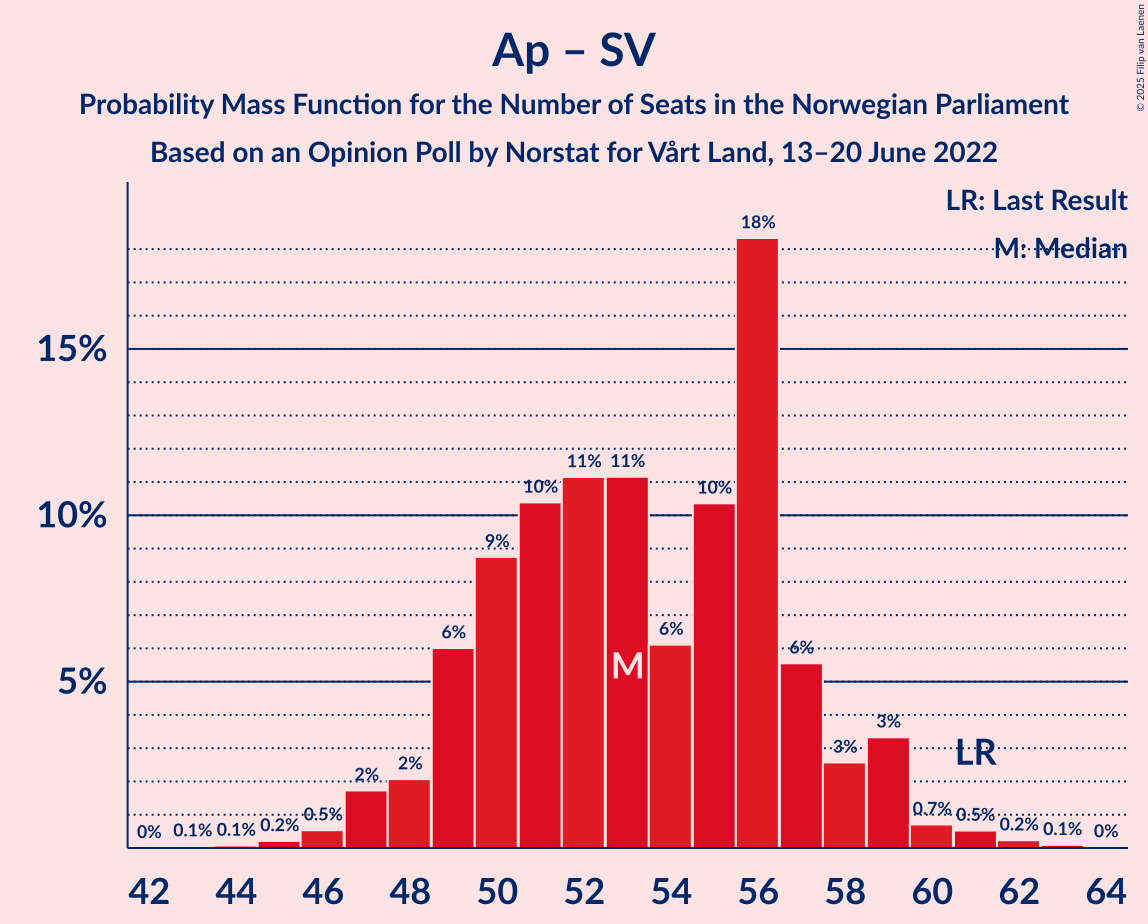 Ap – SV
Probability Mass Function for the Number of Seats in the Norwegian Parliament
Based on an Opinion Poll by Norstat for Vårt Land, 13–20 June 2022
© 2025 Filip van Laenen
LR: Last Result
M: Median
15%
10%
5%
0%
0.1%
0.1%
0.2%
0.5%
2%
2%
6%
9%
10%
11%
11%
6%
10%
18%
6%
3%
3%
0.7%
0.5%
0.2%
0.1%
0%
M
LR
42 44 46 48 50 52 54 56 58 60 62 64